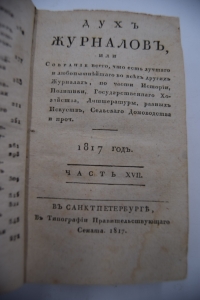 ДУХЪ
ЖУРНАЛОВЪ,
ИЛИ
Собраніе всего, что есть лучшаго
и любопытнѣйшаго во всѣхъ другихъ
Журналахъ, по части Исторіи,
Политики, Государственнаго Хо-
зяйства, Литтературы, разныхъ
Искуствъ, Сельскаго Домоводства
и проч.
1817 годъ.
ЧАСТЬ XVII.
ВЪ САНКТПЕТЕРБУРГѢ,
Въ Типографіи Правительствующаго
Сената. 1817.